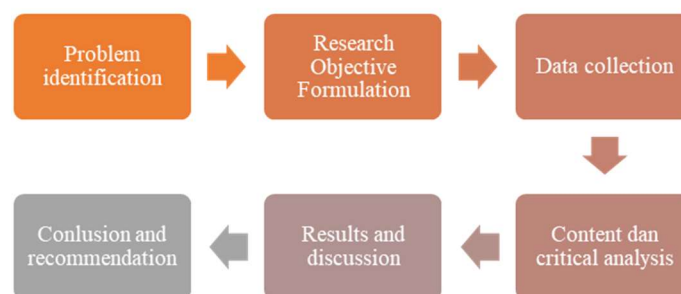 Problem
identification
Research
Objective
Formulation
Data collection
Content dan
critical analysis
Results and
discussion
Conlusion and
recommendation